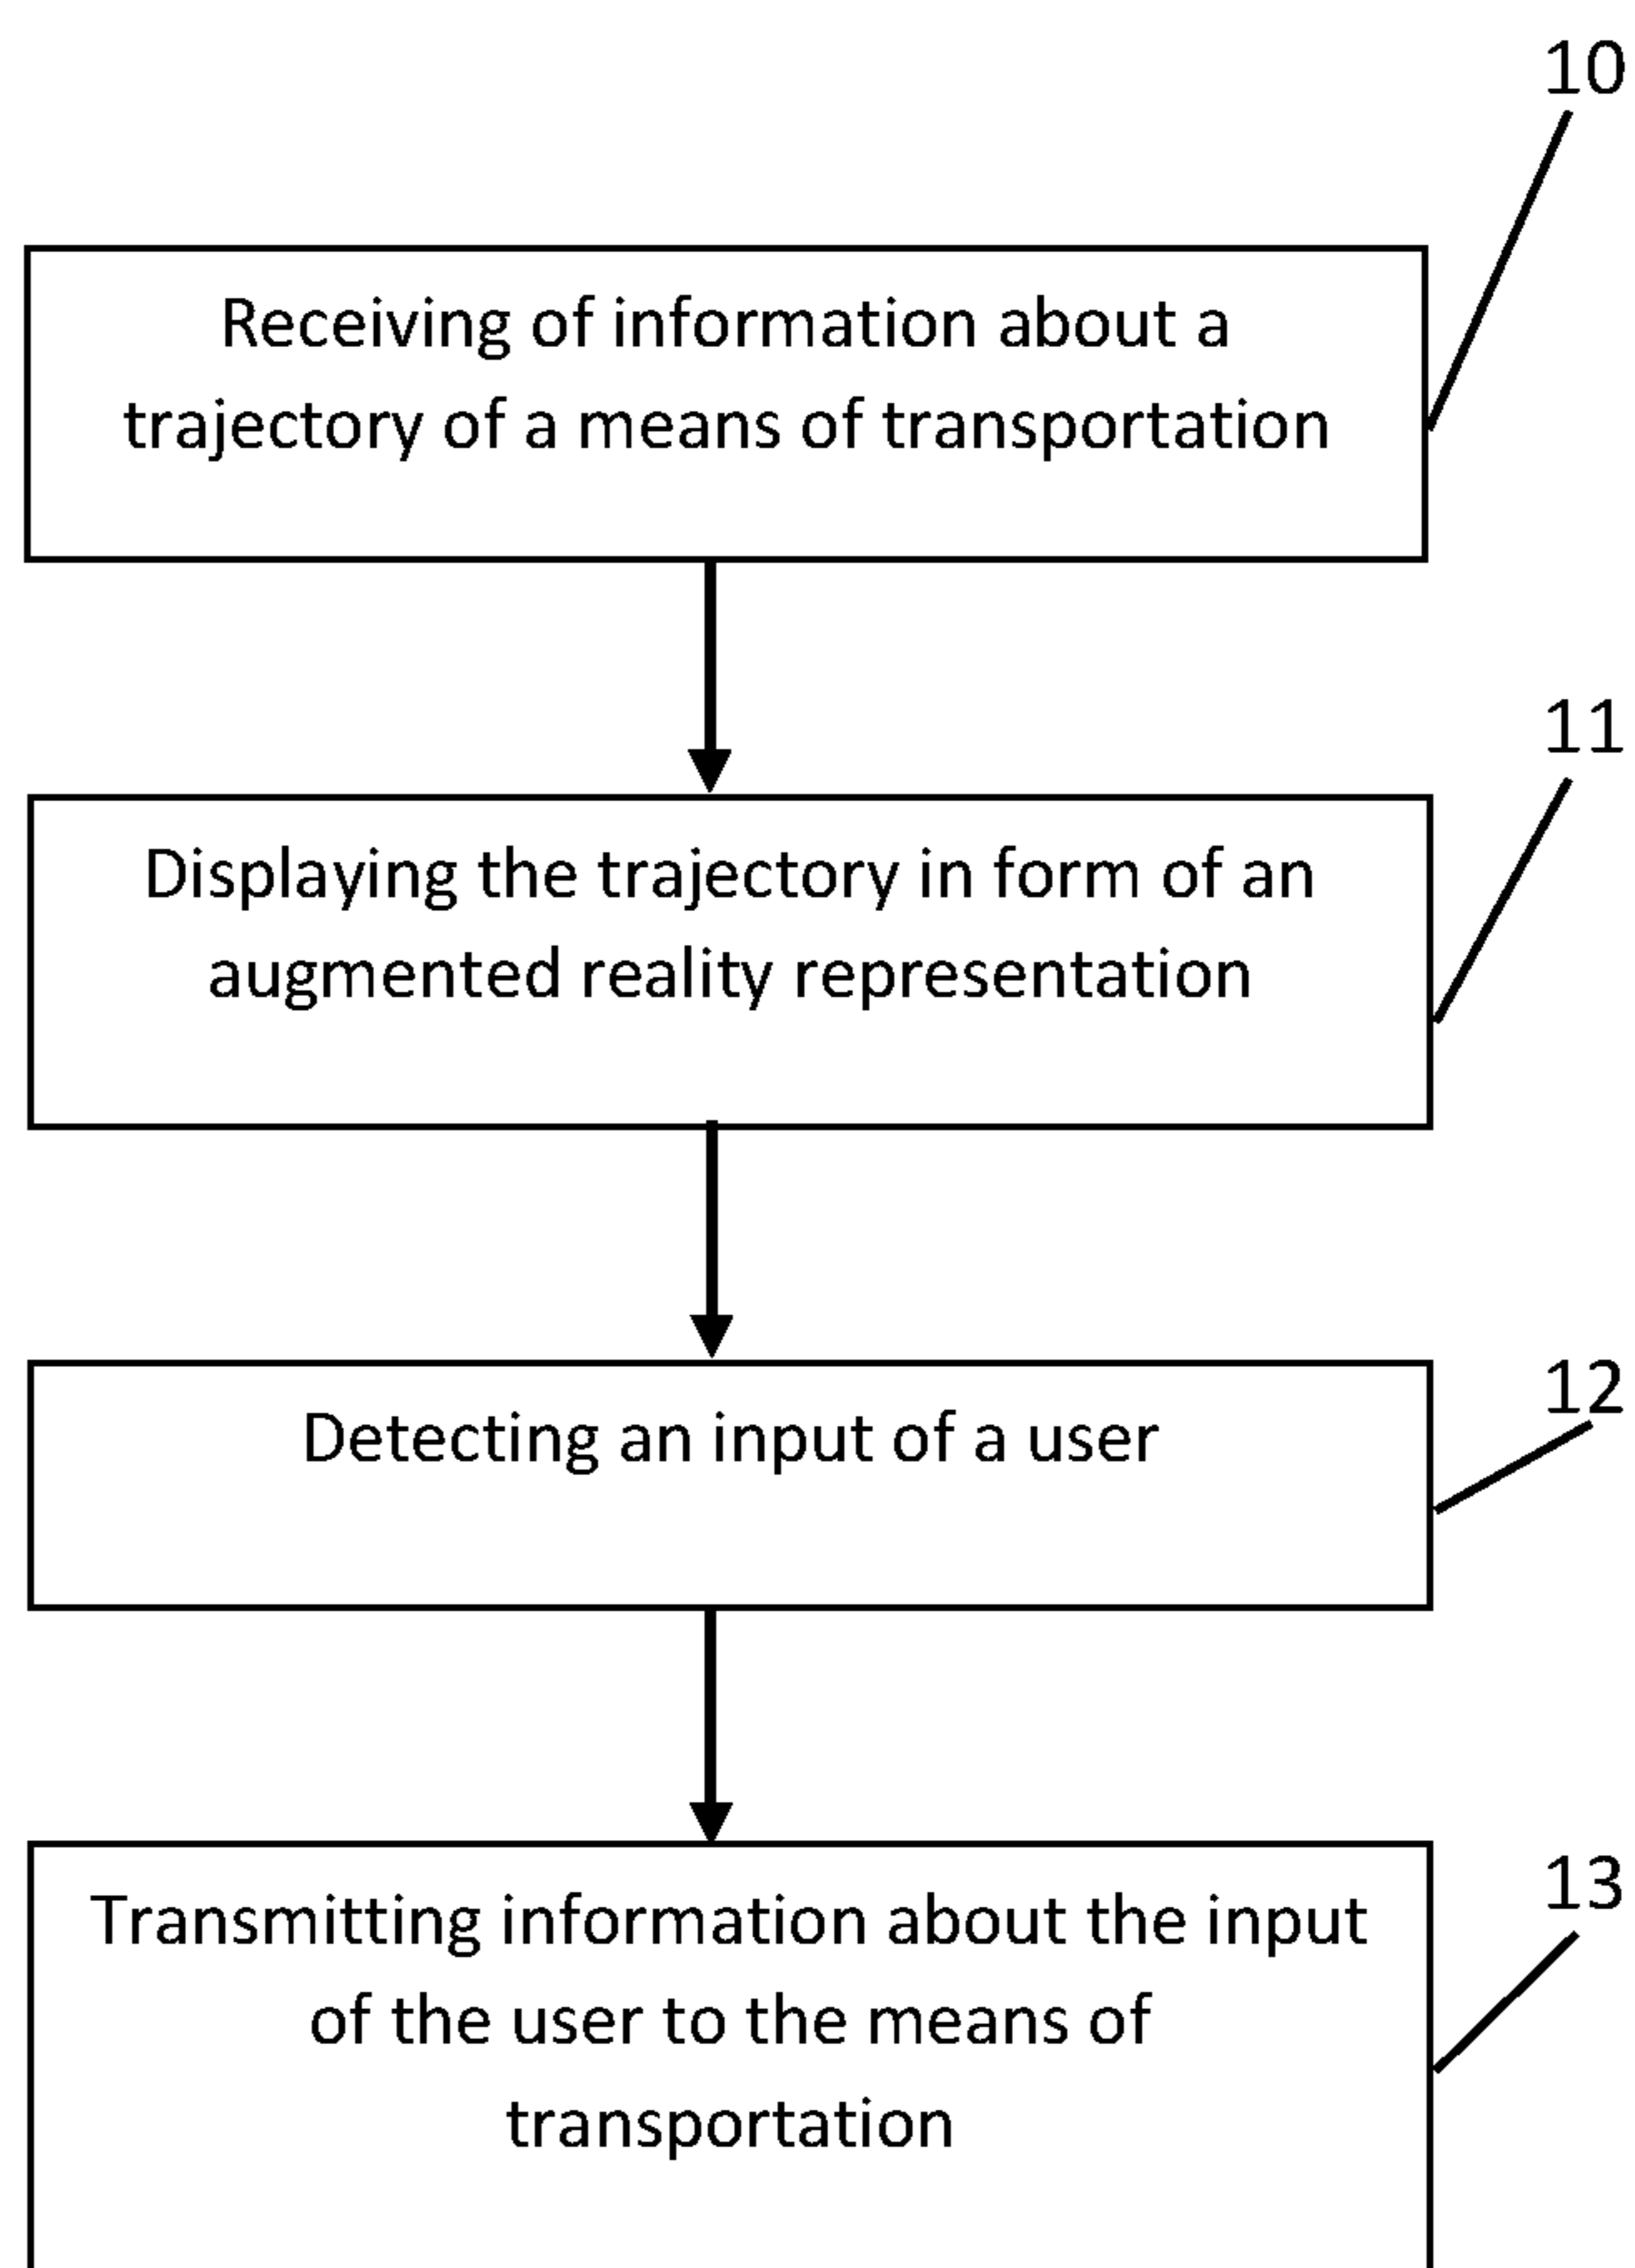 10
Receiving of information about a
trajectory of a means of transportation
11
Displaying the trajectory in form of an
augmented reality representation
12
Detecting an input of a user
13
Transmitting information about the input
of the user to the means of
transportation